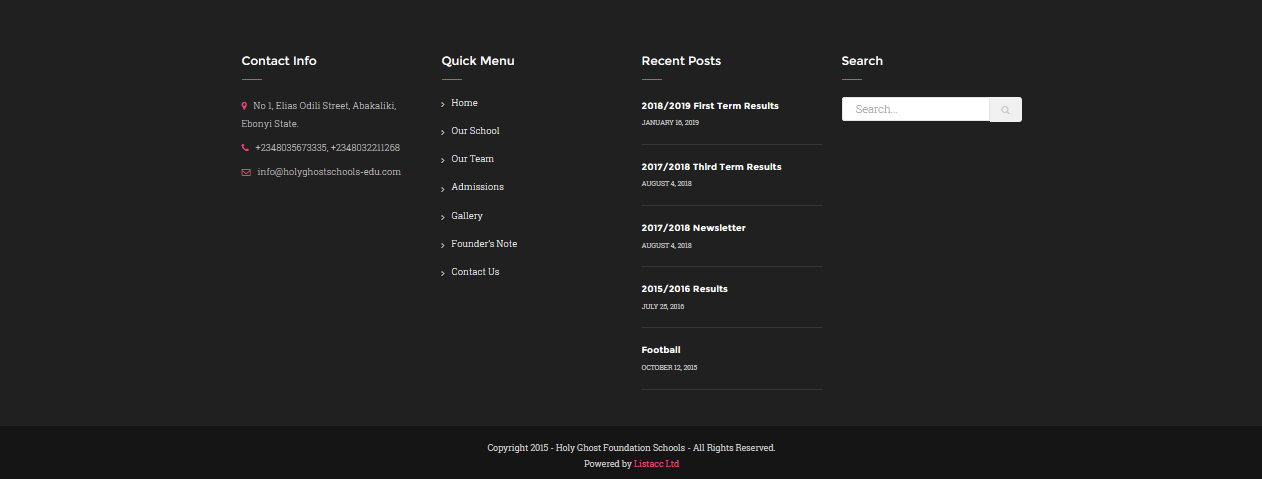 Contact Info
No 1, Elias Odili Street, Abakaliki,
Ebonyi State.
+2348035673335, +2348032211268
info@holyghostschools-edu.com
Quick Menu
Home
Our School
Our Team
Admissions
Gallery
Founder's Note
Contact Us
Recent Posts
2018/2019 First Term Results
JANUARY 16, 2019
2017/2018 Third Term Results
AUGUST 4, 2018
2017/2018 Newsletter
AUGUST 4, 2018
2015/2016 Results
JULY 25, 2016
Football
OCTOBER 12, 2015
Search
Search...
Copyright 2015 - Holy Ghost Foundation Schools - All Rights Reserved.
Powered by Listacc Ltd